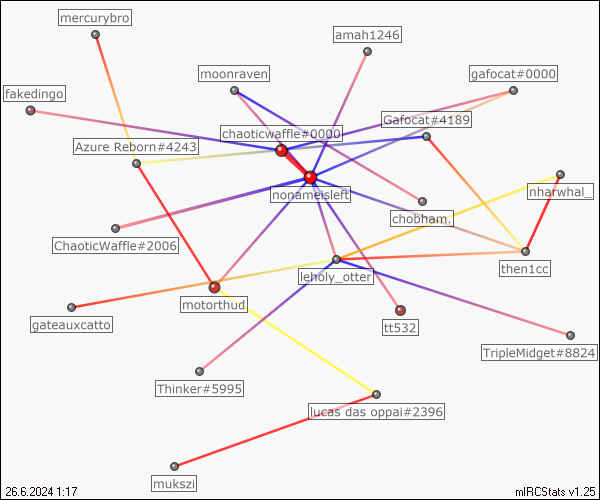 mercurybro
amah1246
moonraven
gafocat#0000
fakedingo
Gafocat#4189
chaoticwaffle#0000
Azure Reborn#4243
nonameisleft
nharwhal_
chobham.
ChaoticWaffle#2006
then1cc
leholy_otter
motorthud
gateauxcatto
tt532
TripleMidget#8824
Thinker#5995
lucas das oppai#2396
mukszi
26.6.2024 1:17
mIRCStats v1.25